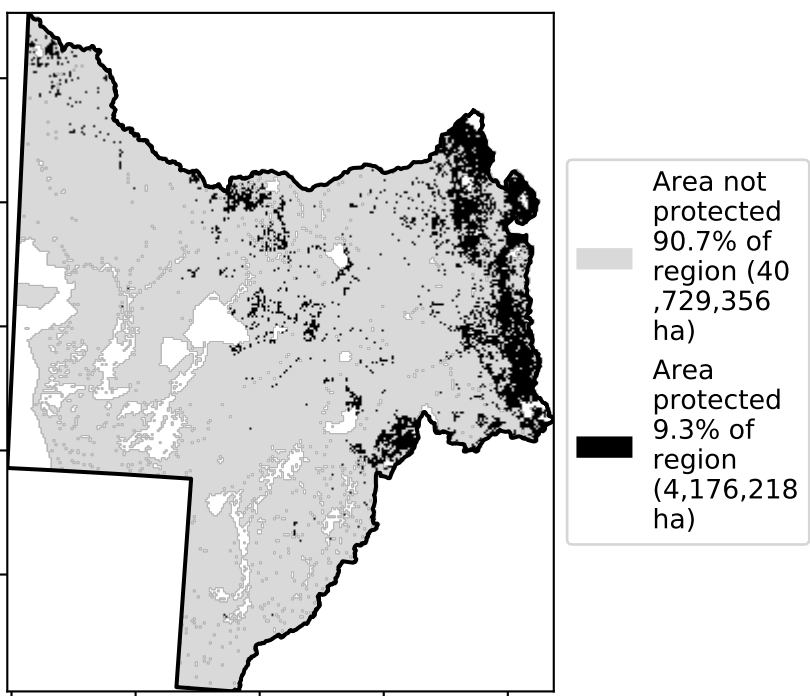 Area not
protected
90.7% of
region (40
,729,356
ha)
Area
protected
9.3% of
region
(4,176,218
ha)